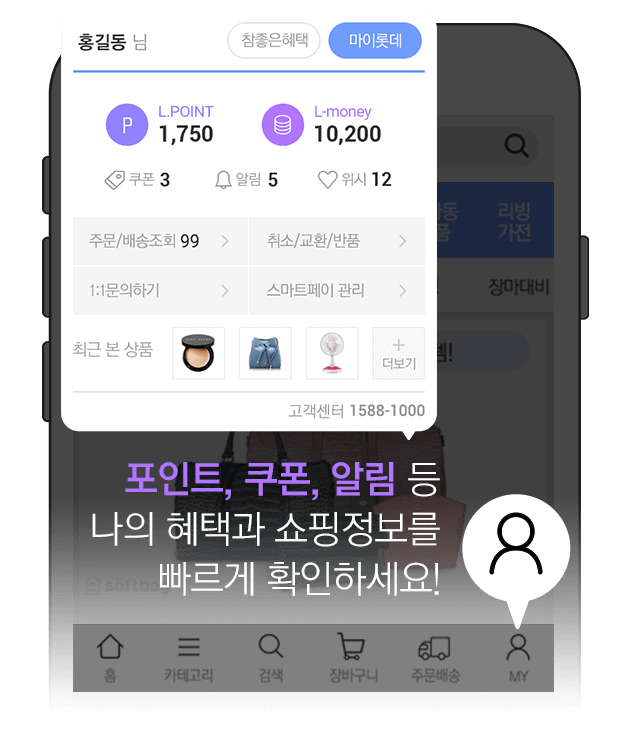 홍길동 님
참좋은혜택
마이롯데
P
L.POINT
1,750
L-money
10,200
쿠폰 3
알림 5
위시 12
주문/배송조회 99
취소/교환/반품
1:1문의하기
스마트페이 관리
최근 본 상품
더보기
고객센터 1588-1000
리빙
가전
장마대비
포인트, 쿠폰, 알림 등
나의 혜택과 쇼핑정보를
빠르게 확인하세요!
softbag
홈
카테고리
검색
장바구니
주문배송
MY